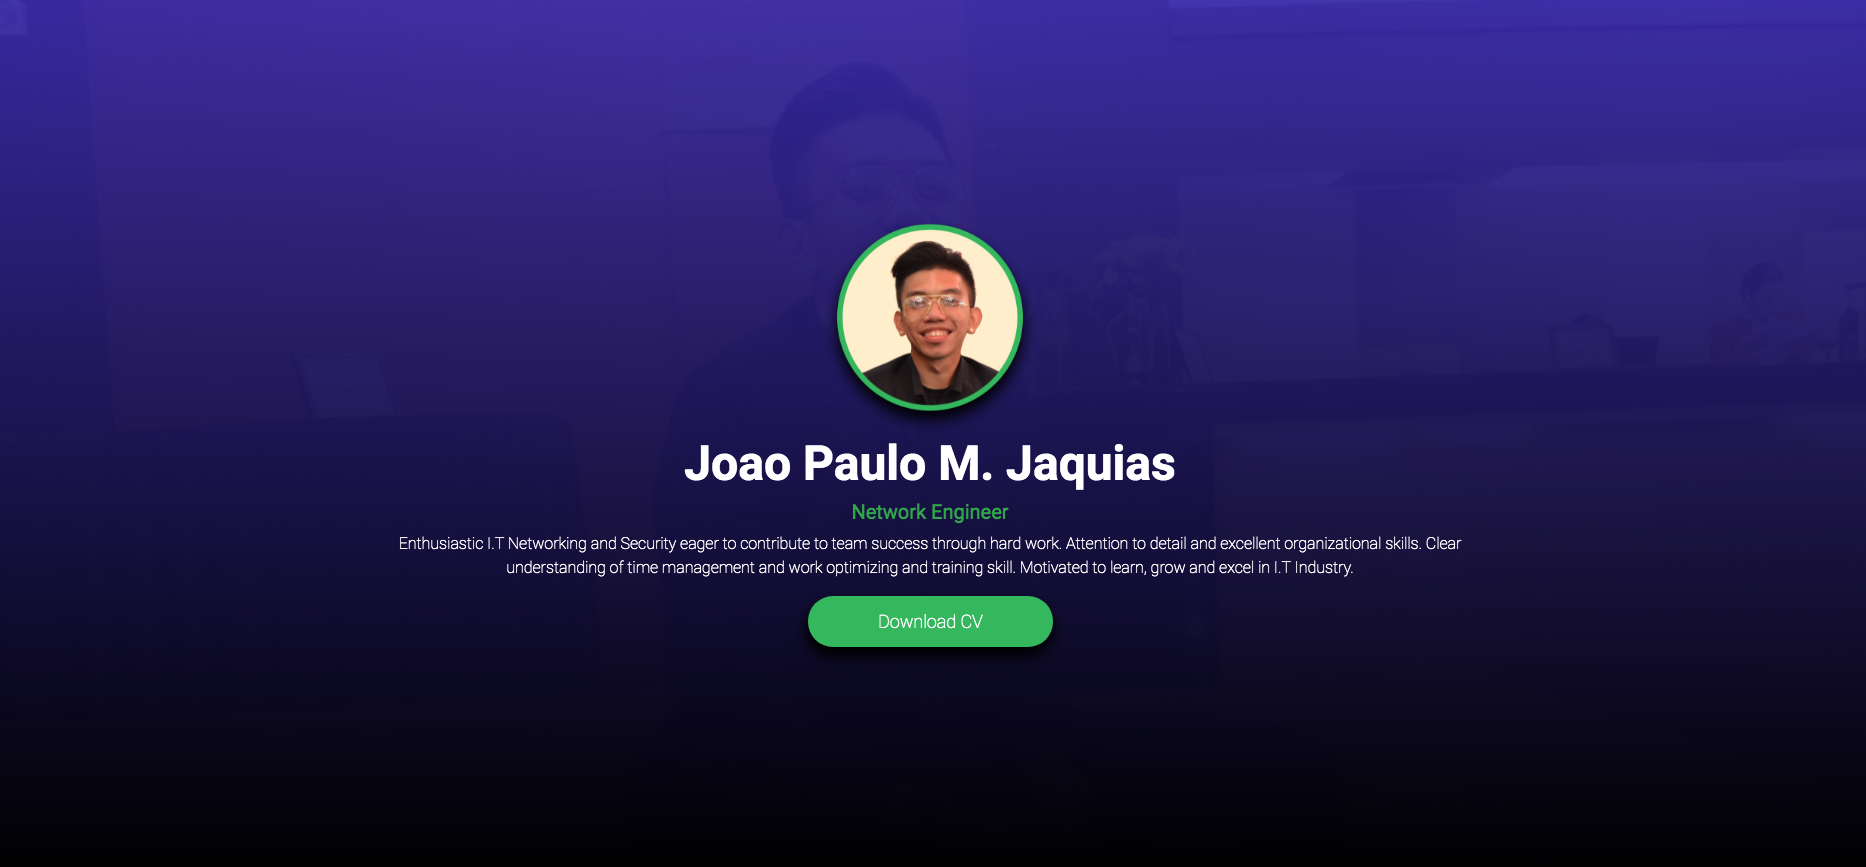 Joao Paulo M. Jaquias
Network Engineer
Enthusiastic I.T Networking and Security eager to contribute to team success through hard work. Attention to detail and excellent organizational skills. Clear
understanding of time management and work optimizing and training skill. Motivated to learn, grow and excel in I.T Industry.
Download CV